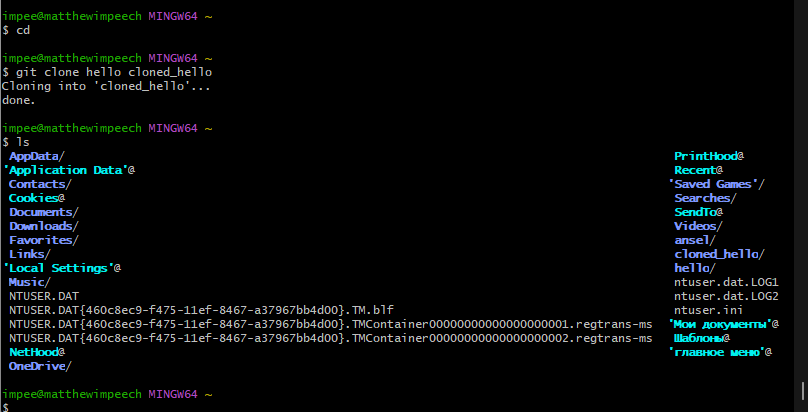 impee@matthewimpeech MINGW64 ~
$ cd
impee@matthewimpeech MINGW64 ~
$ git clone hello cloned_hello
Cloning into 'cloned_hello'...
done.
impee@matthewimpeech MINGW64 ~
$ ls
AppData/ PrintHood@
'Application Data'@ Recent@
Contacts/ 'Saved Games'/
Cookies@ Searches/
Documents/ SendTo@
Downloads/ Videos/
Favorites/ ansel/
Links/ cloned_hello/
'Local Settings'@ hello/
Music/ ntuser.dat.LOG1
NTUSER.DAT ntuser.dat.LOG2
NTUSER.DAT{460c8ec9-f475-11ef-8467-a37967bb4d00}.TM.blf ntuser.ini
NTUSER.DAT{460c8ec9-f475-11ef-8467-a37967bb4d00}.TMContainer00000000000000000001.regtrans-ms 'Мои документы'@
NTUSER.DAT{460c8ec9-f475-11ef-8467-a37967bb4d00}.TMContainer00000000000000000002.regtrans-ms Шаблоны@
NetHood@ 'главное меню'@
OneDrive/
impee@matthewimpeech MINGW64 ~
$